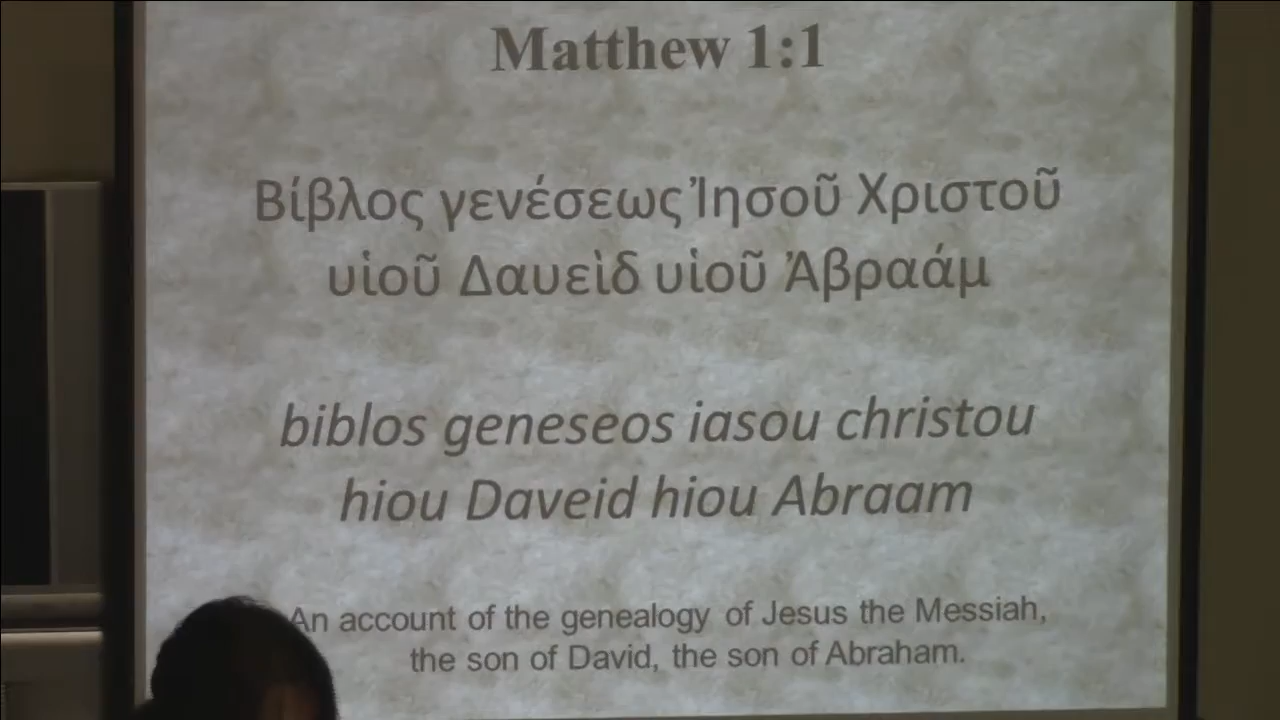 Matthew 1:1
Βίβλος γενέσεως Ἰησοῦ Χριστοῦ
υἱοῦ Δαυεὶδ υἱοῦ Ἀβραάμ
biblos geneseos iasou christou
hiou Daveid hiou Abraam
An account of the genealogy of Jesus the Messiah,
the son of David, the son of Abraham.